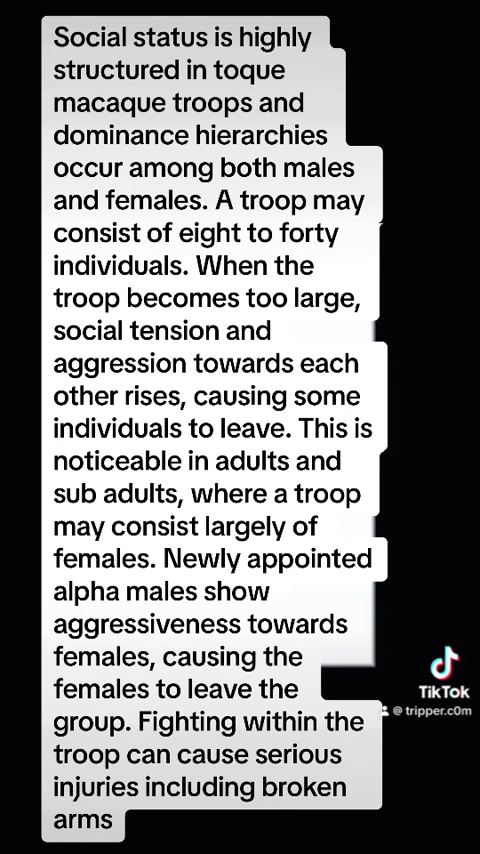 Social status is highly
structured in toque
macaque troops and
dominance hierarchies
occur among both males
and females. A troop may
consist of eight to forty
individuals. When the
troop becomes too large,
social tension and
aggression towards each
other rises, causing some
individuals to leave. This is
noticeable in adults and
sub adults, where a troop
may consist largely of
females. Newly appointed
alpha males show
aggressiveness towards
females, causing the
females to leave the
group. Fighting within the
troop can cause serious
injuries including broken
arms
TikTok
@ tripper.c0m